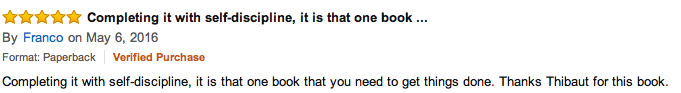 Completing it with self-discipline, it is that one book ...
By Franco on May 6, 2016
Format: Paperback Verified Purchase
Completing it with self-discipline, it is that one book that you need to get things done. Thanks Thibaut for this book.